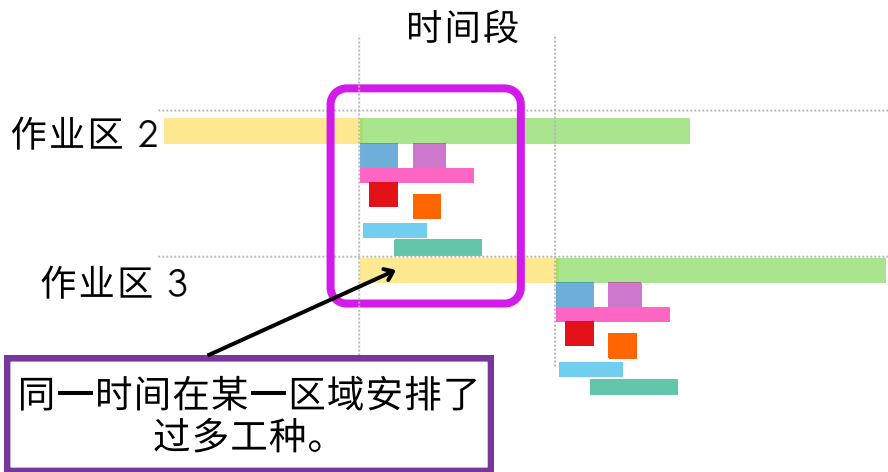 时间段
作业区 2
作业区 3
同一时间在某一区域安排了
过多工种。